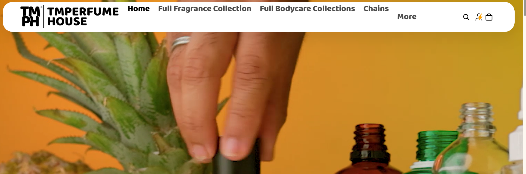 TM
PH
TMPERFUME
HOUSE
Home
Full Fragrance Collection
Full Bodycare Collections
Chains
More